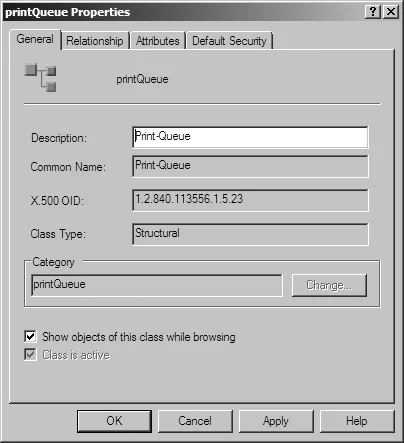 printQueue Properties
General
Relationship
Attributes
Default Security
printQueue
Description:
Print-Queue
Common Name:
Print-Queue
X.500 OID:
1.2.840.113556.1.5.23
Class Type:
Structural
Category
printQueue
Change...
Show objects of this class while browsing
Class is active
OK
Cancel
Apply
Help